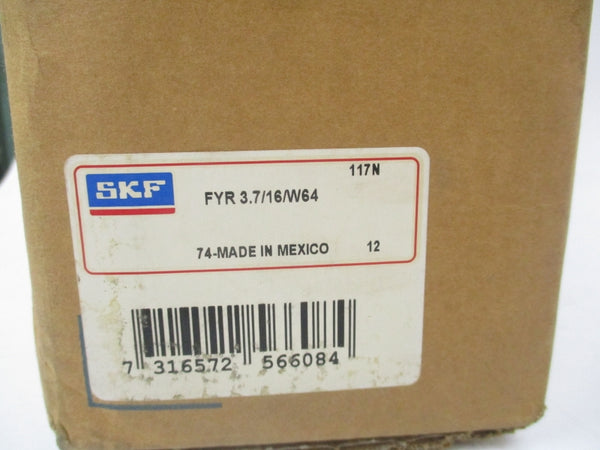 117N
SKF
FYR 3.7/16/W64
74-MADE IN MEXICO 12
7 316572 566084